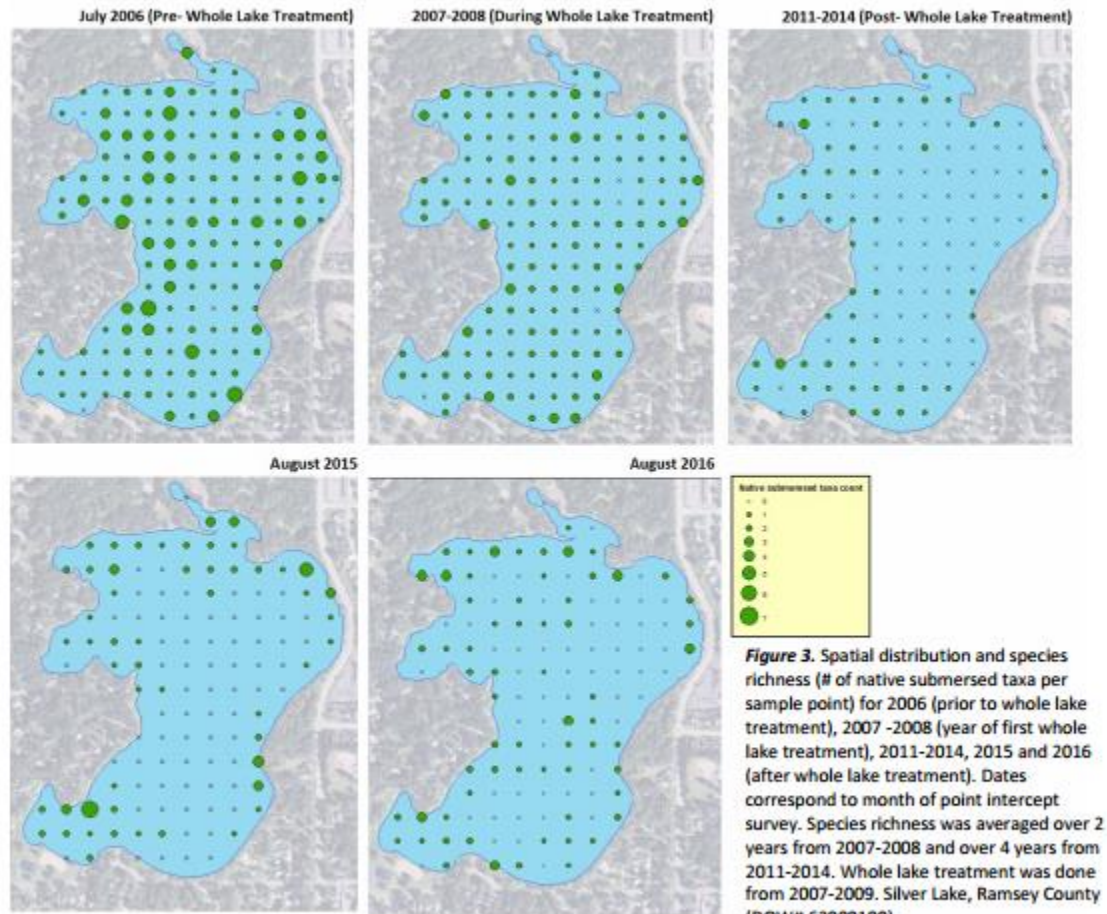 July 2006 (Pre- Whole Lake Treatment)
2007-2008 (During Whole Lake Treatment)
2011-2014 (Post- Whole Lake Treatment)
August 2015
August 2016
Native submersed taxa count
0
1
2
3
4
5
6
7
Figure 3. Spatial distribution and species
richness (# of native submersed taxa per
sample point) for 2006 (prior to whole lake
treatment), 2007 -2008 (year of first whole
lake treatment), 2011-2014, 2015 and 2016
(after whole lake treatment). Dates
correspond to month of point intercept
survey. Species richness was averaged over 2
years from 2007-2008 and over 4 years from
2011-2014. Whole lake treatment was done
from 2007-2009. Silver Lake, Ramsey County